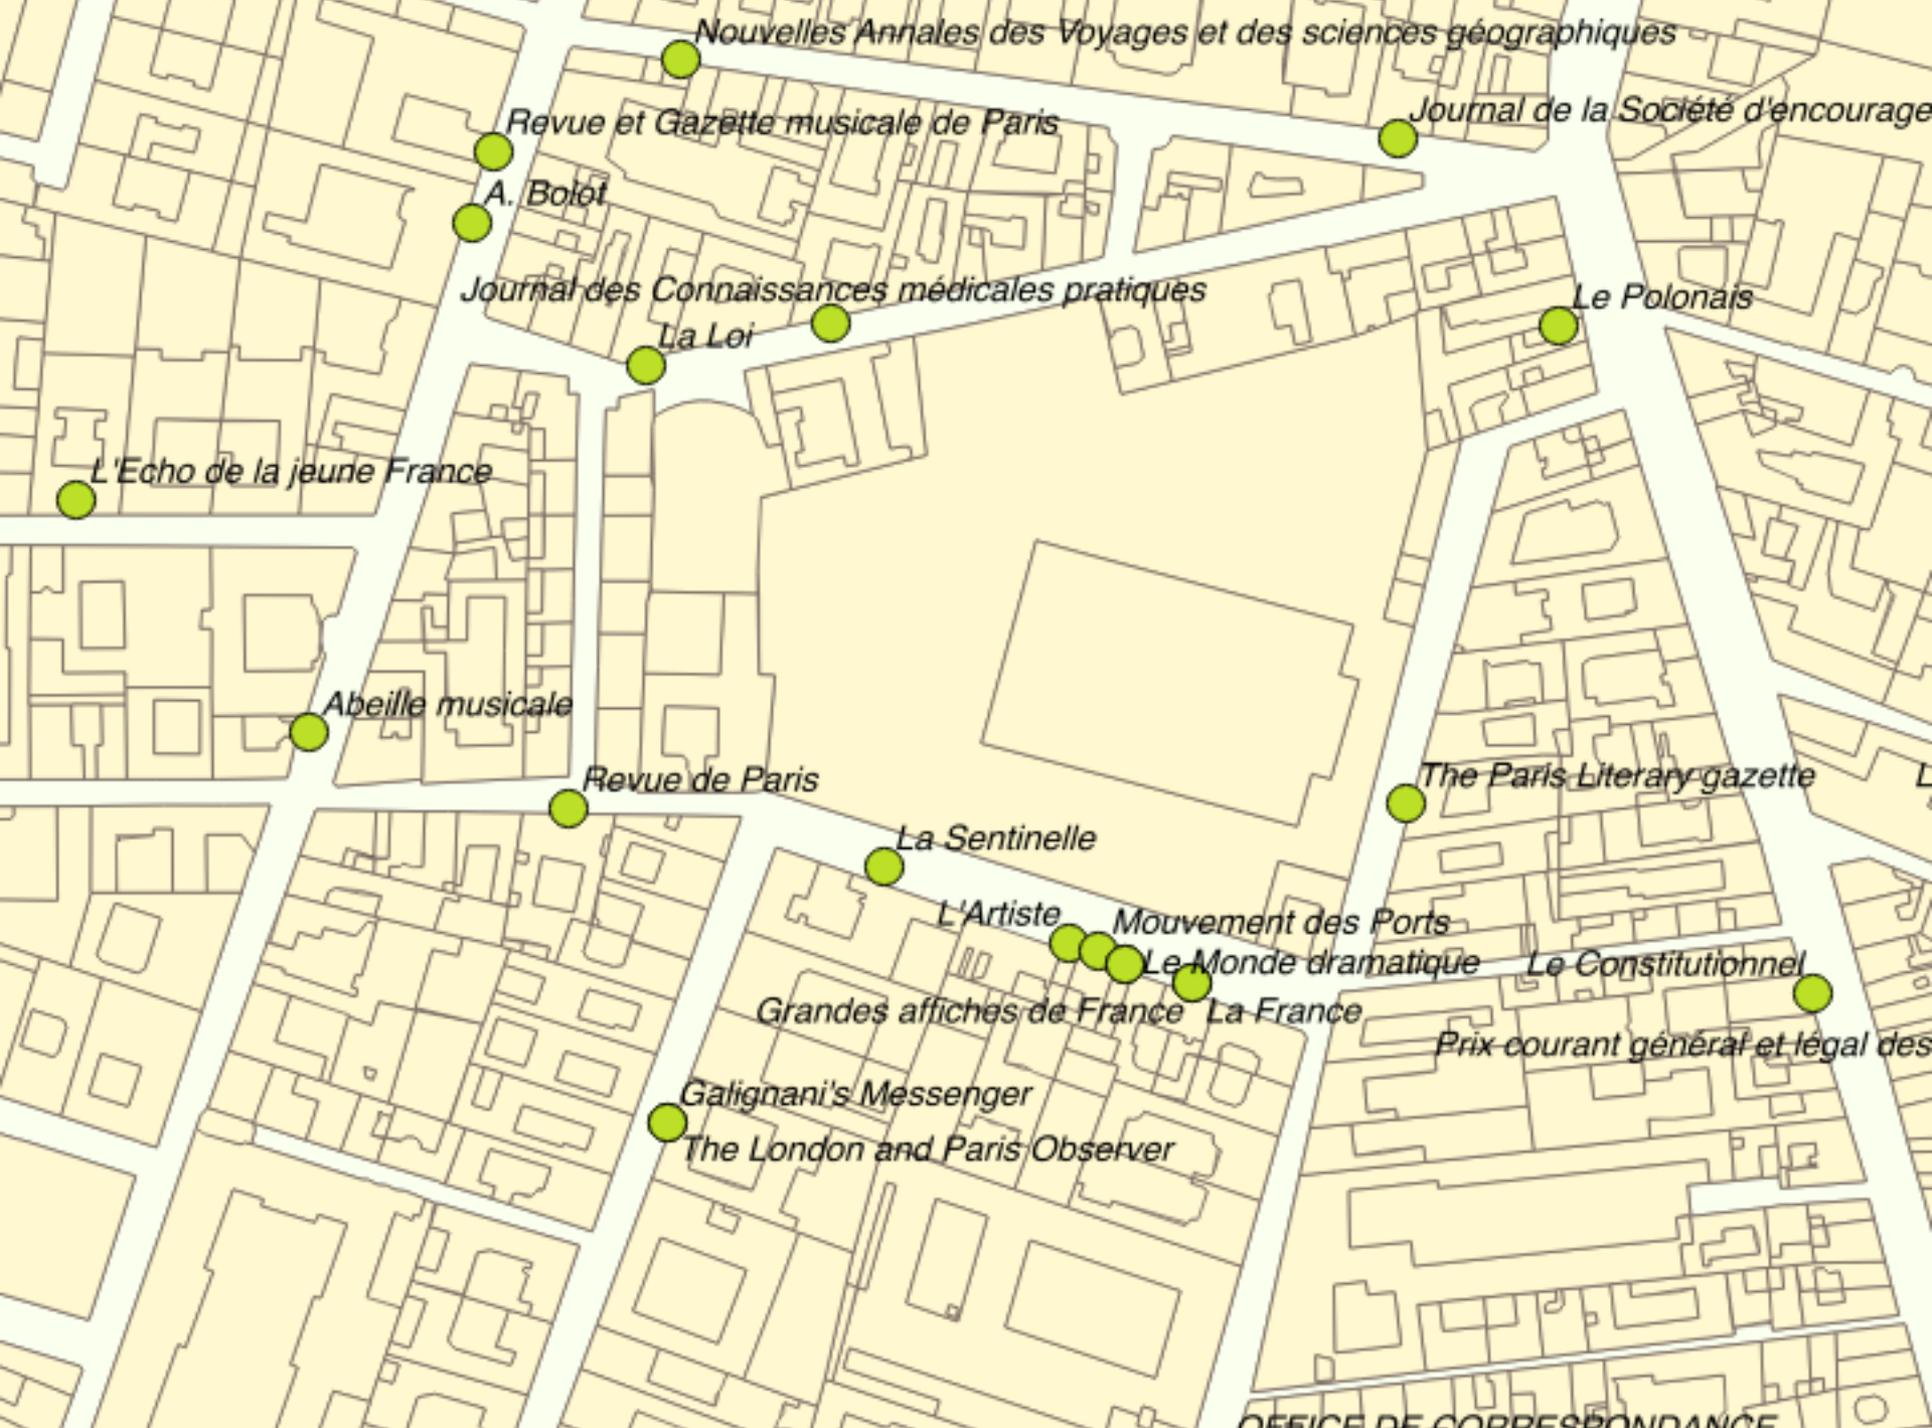 Nouvelles Annales des Voyages et des sciences géographiques
Journal de la Société d'encourage
Revue et Gazette musicale de Paris
A. Bolot
Journal des Connaissances médicales pratiques
Le Polonais
La Loi
L'Echo de la jeune France
Abeille musicale
Revue de Paris
The Paris Literary gazette
L
La Sentinelle
L'Artiste
Mouvement des Ports
Le Monde dramatique
Le Constitutionnel
Grandes affiches de France
La France
Prix courant général et légal des
Galignani's Messenger
The London and Paris Observer
OFFICE DE CORRESPONDANCE